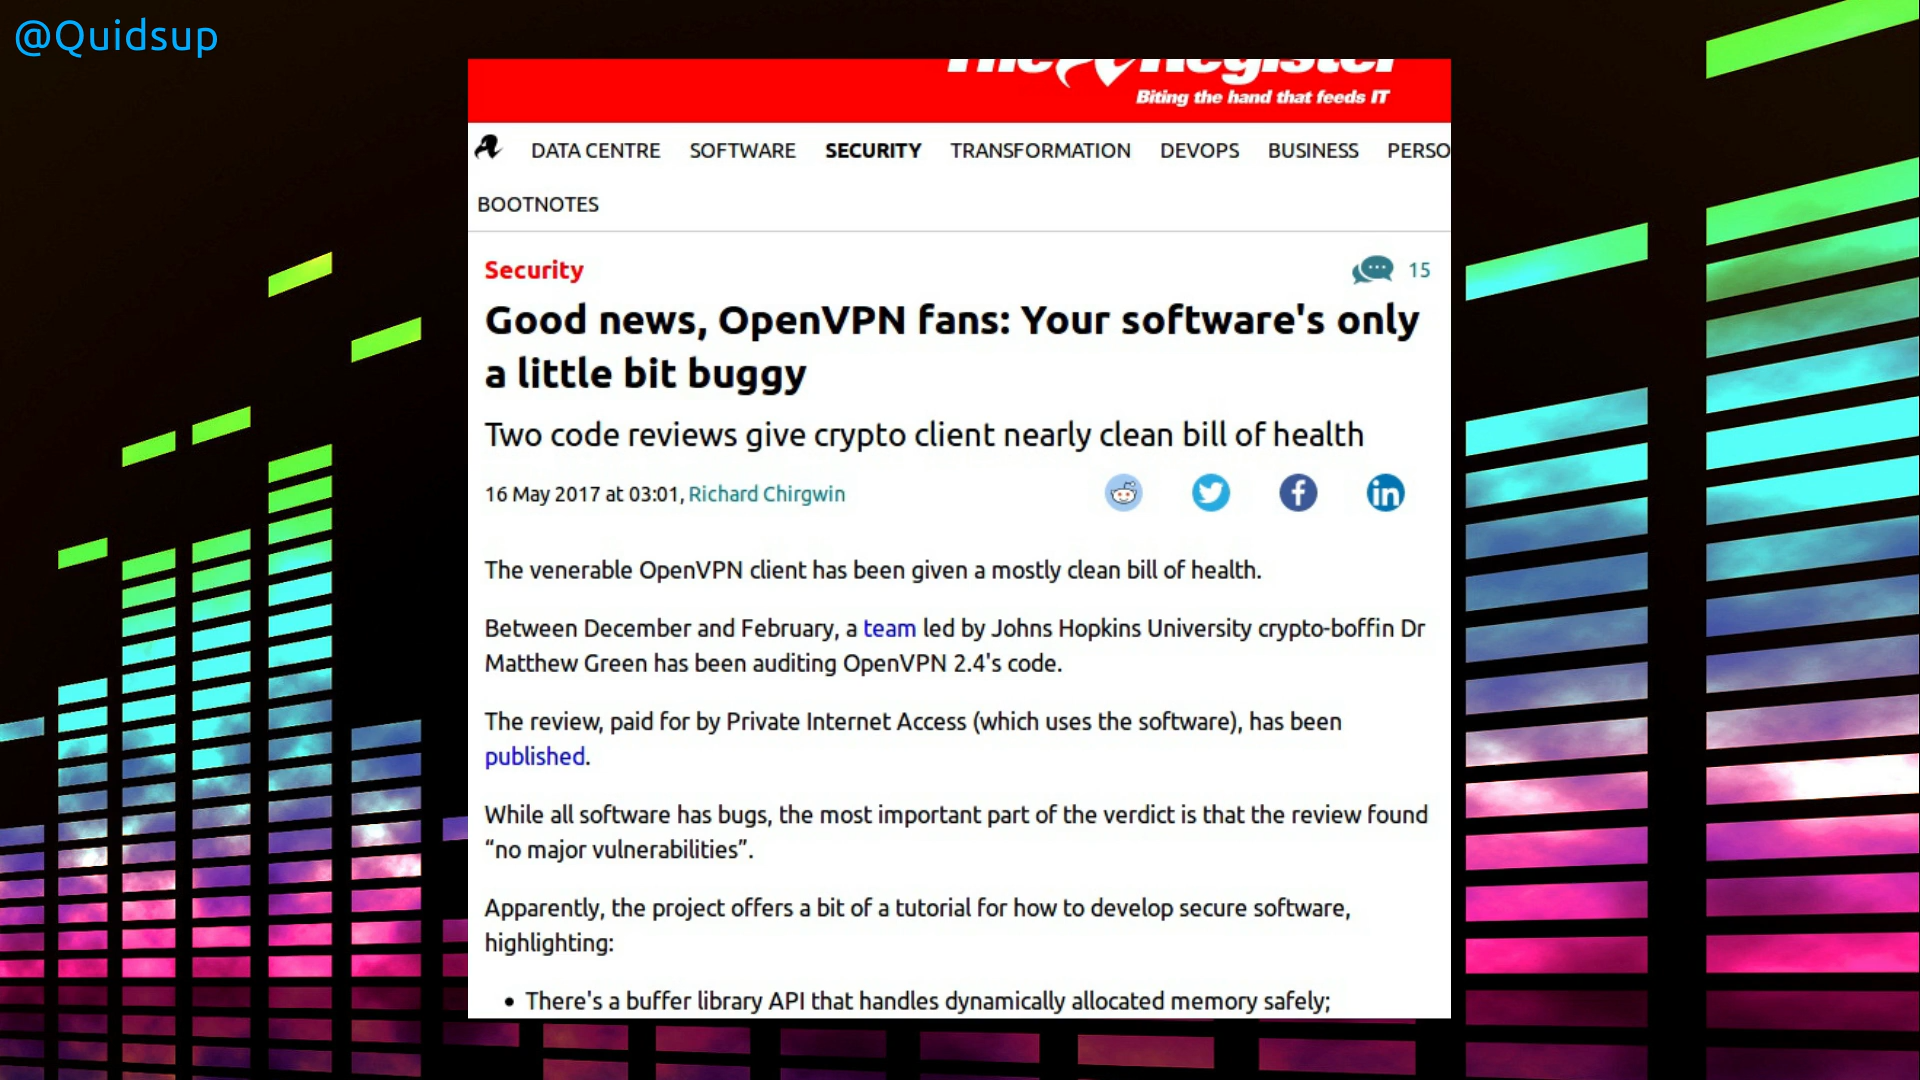 @Quidsup
The Register
Biting the hand that feeds IT
DATA CENTRE SOFTWARE SECURITY TRANSFORMATION DEVOPS BUSINESS PERSO
BOOTNOTES
Security 15
Good news, OpenVPN fans: Your software's only
a little bit buggy
Two code reviews give crypto client nearly clean bill of health
16 May 2017 at 03:01, Richard Chirgwin
The venerable OpenVPN client has been given a mostly clean bill of health.
Between December and February, a team led by Johns Hopkins University crypto-boffin Dr
Matthew Green has been auditing OpenVPN 2.4's code.
The review, paid for by Private Internet Access (which uses the software), has been
published.
While all software has bugs, the most important part of the verdict is that the review found
“no major vulnerabilities”.
Apparently, the project offers a bit of a tutorial for how to develop secure software,
highlighting:
• There's a buffer library API that handles dynamically allocated memory safely;